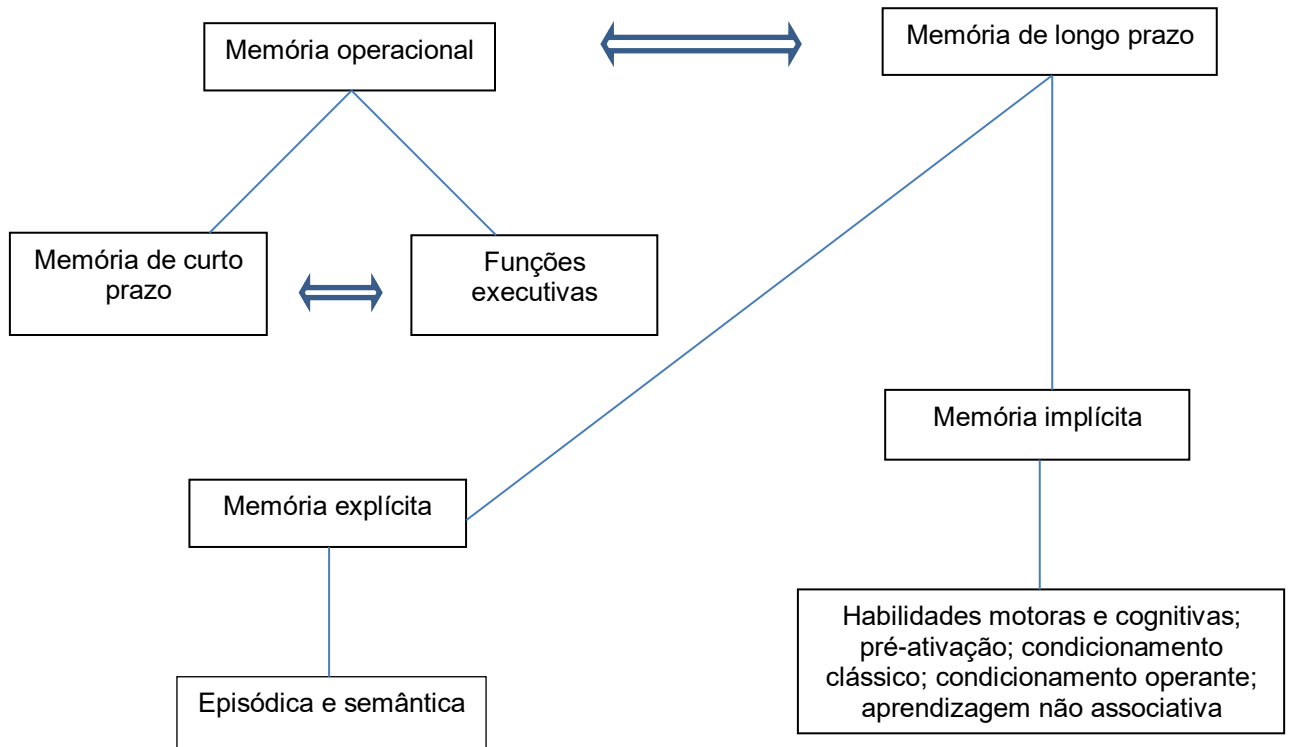 Memória operacional
Memória de longo prazo
Memória de curto
prazo
Funções
executivas
Memória implícita
Memória explícita
Habilidades motoras e cognitivas;
pré-ativação; condicionamento
clássico; condicionamento operante;
aprendizagem não associativa
Episódica e semântica